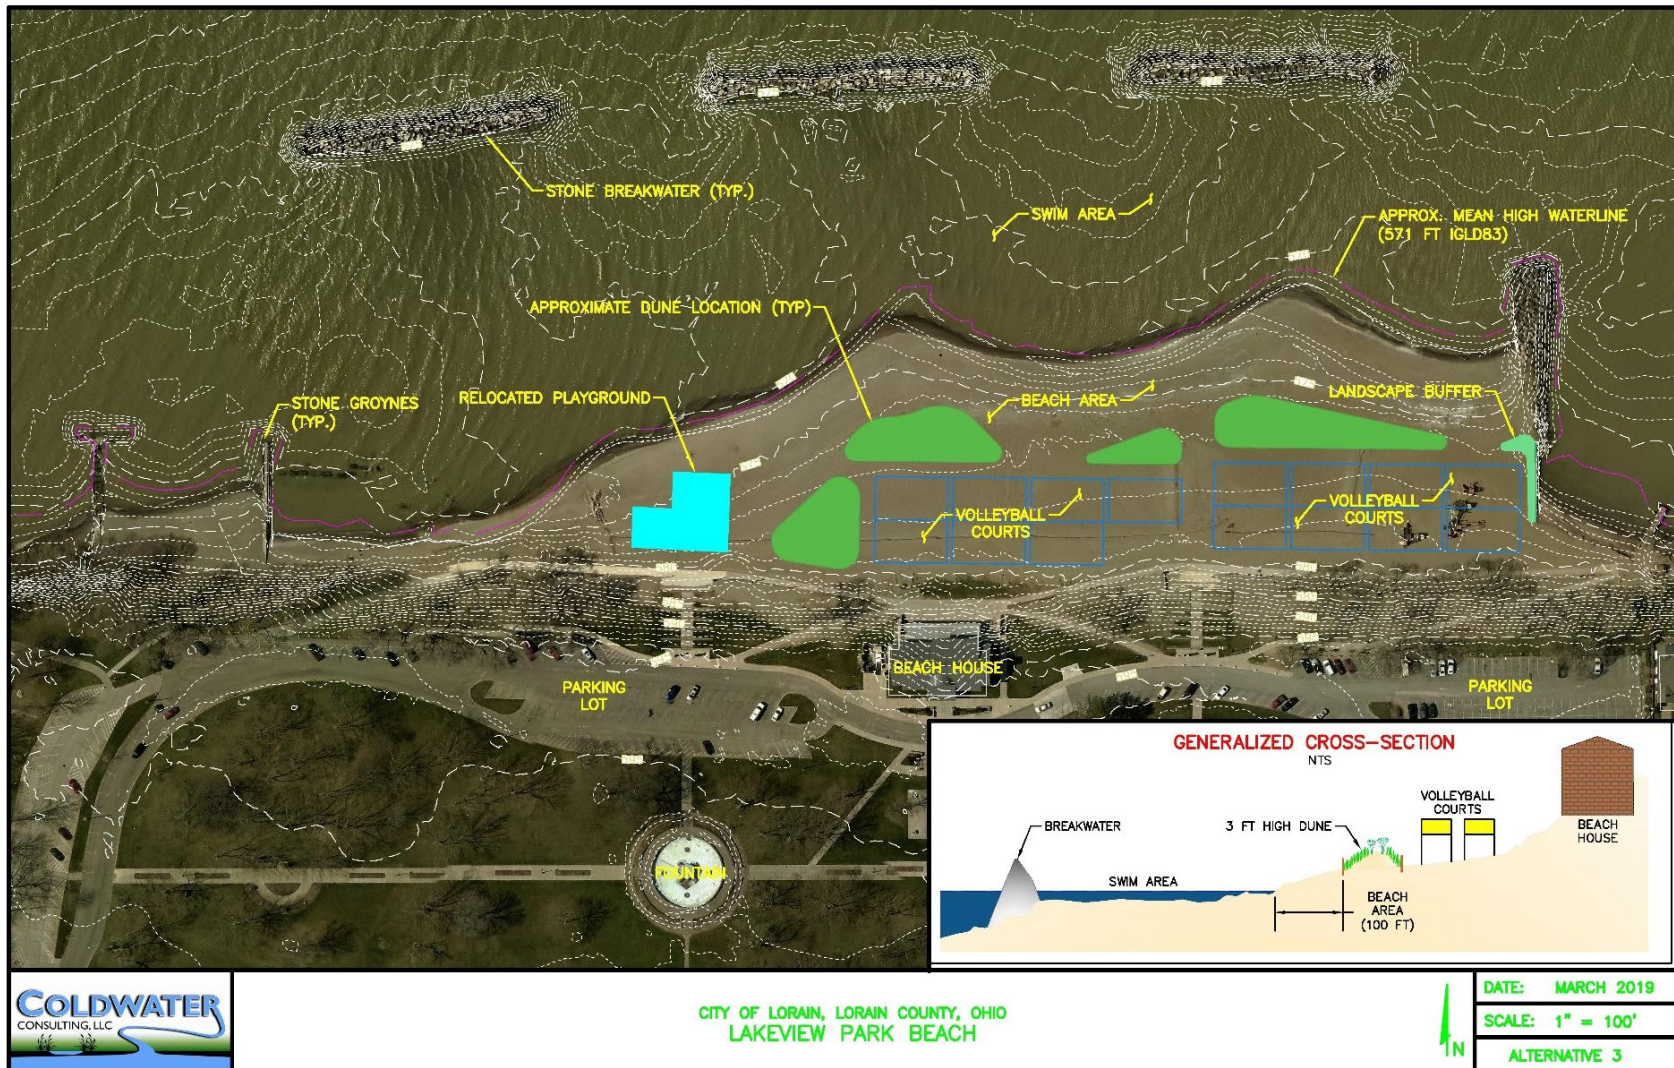 STONE BREAKWATER (TYP.)
SWIM AREA
APPROX. MEAN HIGH WATERLINE
(571 FT IGLD83)
APPROXIMATE DUNE LOCATION (TYP)
STONE GROYNES
(TYP.)
RELOCATED PLAYGROUND
BEACH AREA
LANDSCAPE BUFFER
VOLLEYBALL
COURTS
VOLLEYBALL
COURTS
BEACH HOUSE
PARKING
LOT
PARKING
LOT
FOUNTAIN
GENERALIZED CROSS-SECTION
NTS
BREAKWATER
3 FT HIGH DUNE
VOLLEYBALL
COURTS
BEACH
HOUSE
SWIM AREA
BEACH
AREA
(100 FT)
COLDWATER
CONSULTING, LLC
CITY OF LORAIN, LORAIN COUNTY, OHIO
LAKEVIEW PARK BEACH
N
DATE: MARCH 2019
SCALE: 1" = 100'
ALTERNATIVE 3